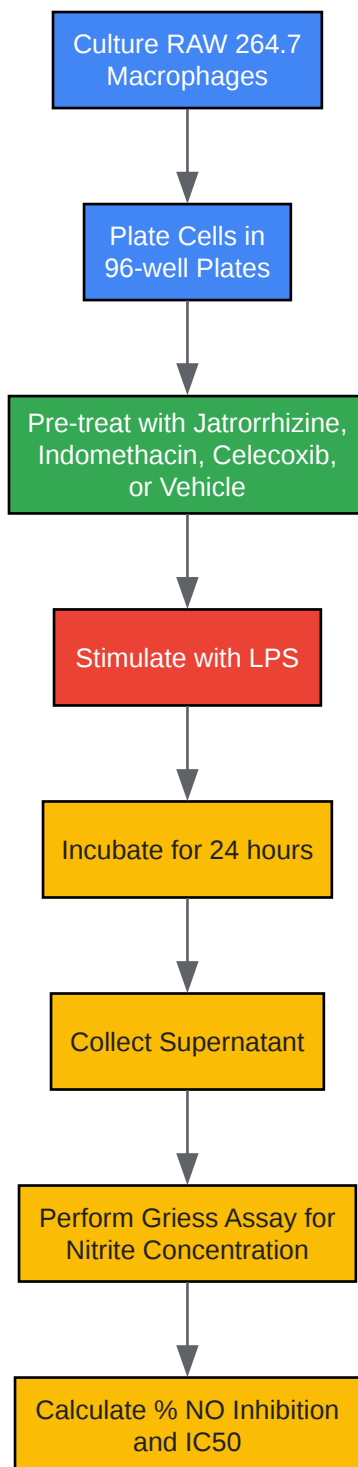 Culture RAW 264.7
Macrophages
Plate Cells in
96-well Plates
Pre-treat with Jatrorrhizine,
Indomethacin, Celecoxib,
or Vehicle
Stimulate with LPS
Incubate for 24 hours
Collect Supernatant
Perform Griess Assay for
Nitrite Concentration
Calculate % NO Inhibition
and IC50